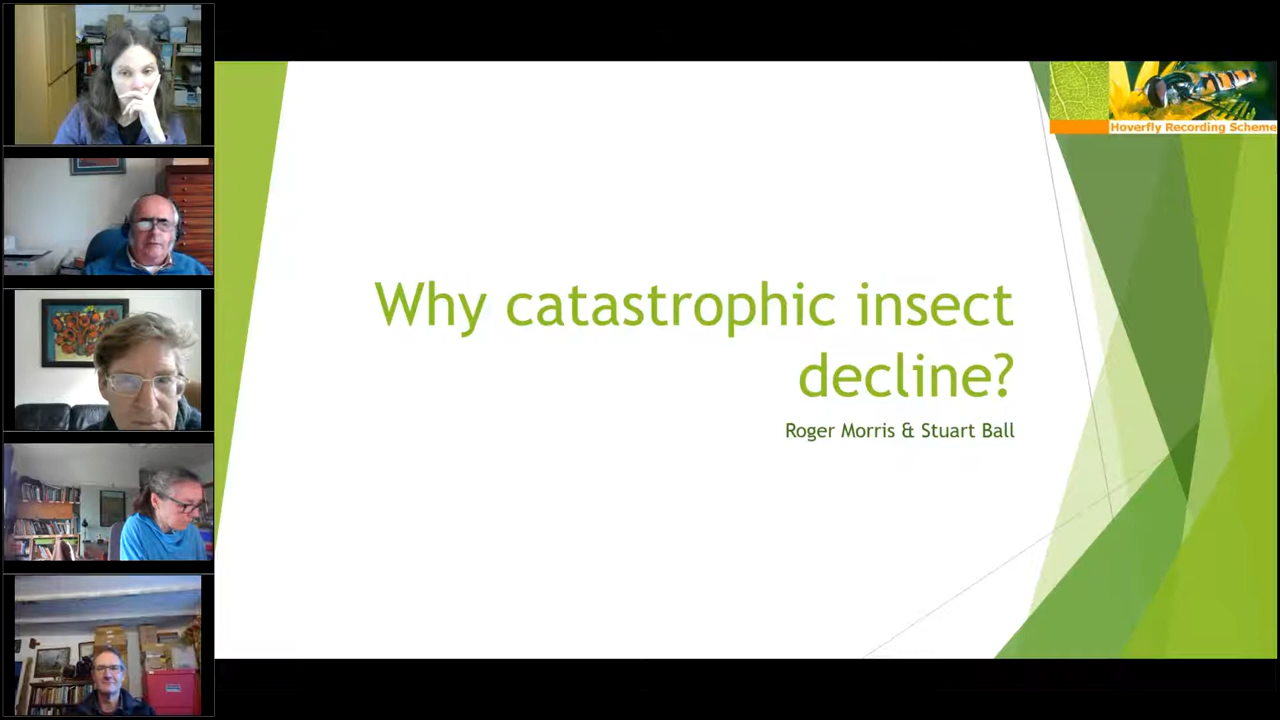 Hoverfly Recording Scheme
Why catastrophic insect
decline?
Roger Morris & Stuart Ball